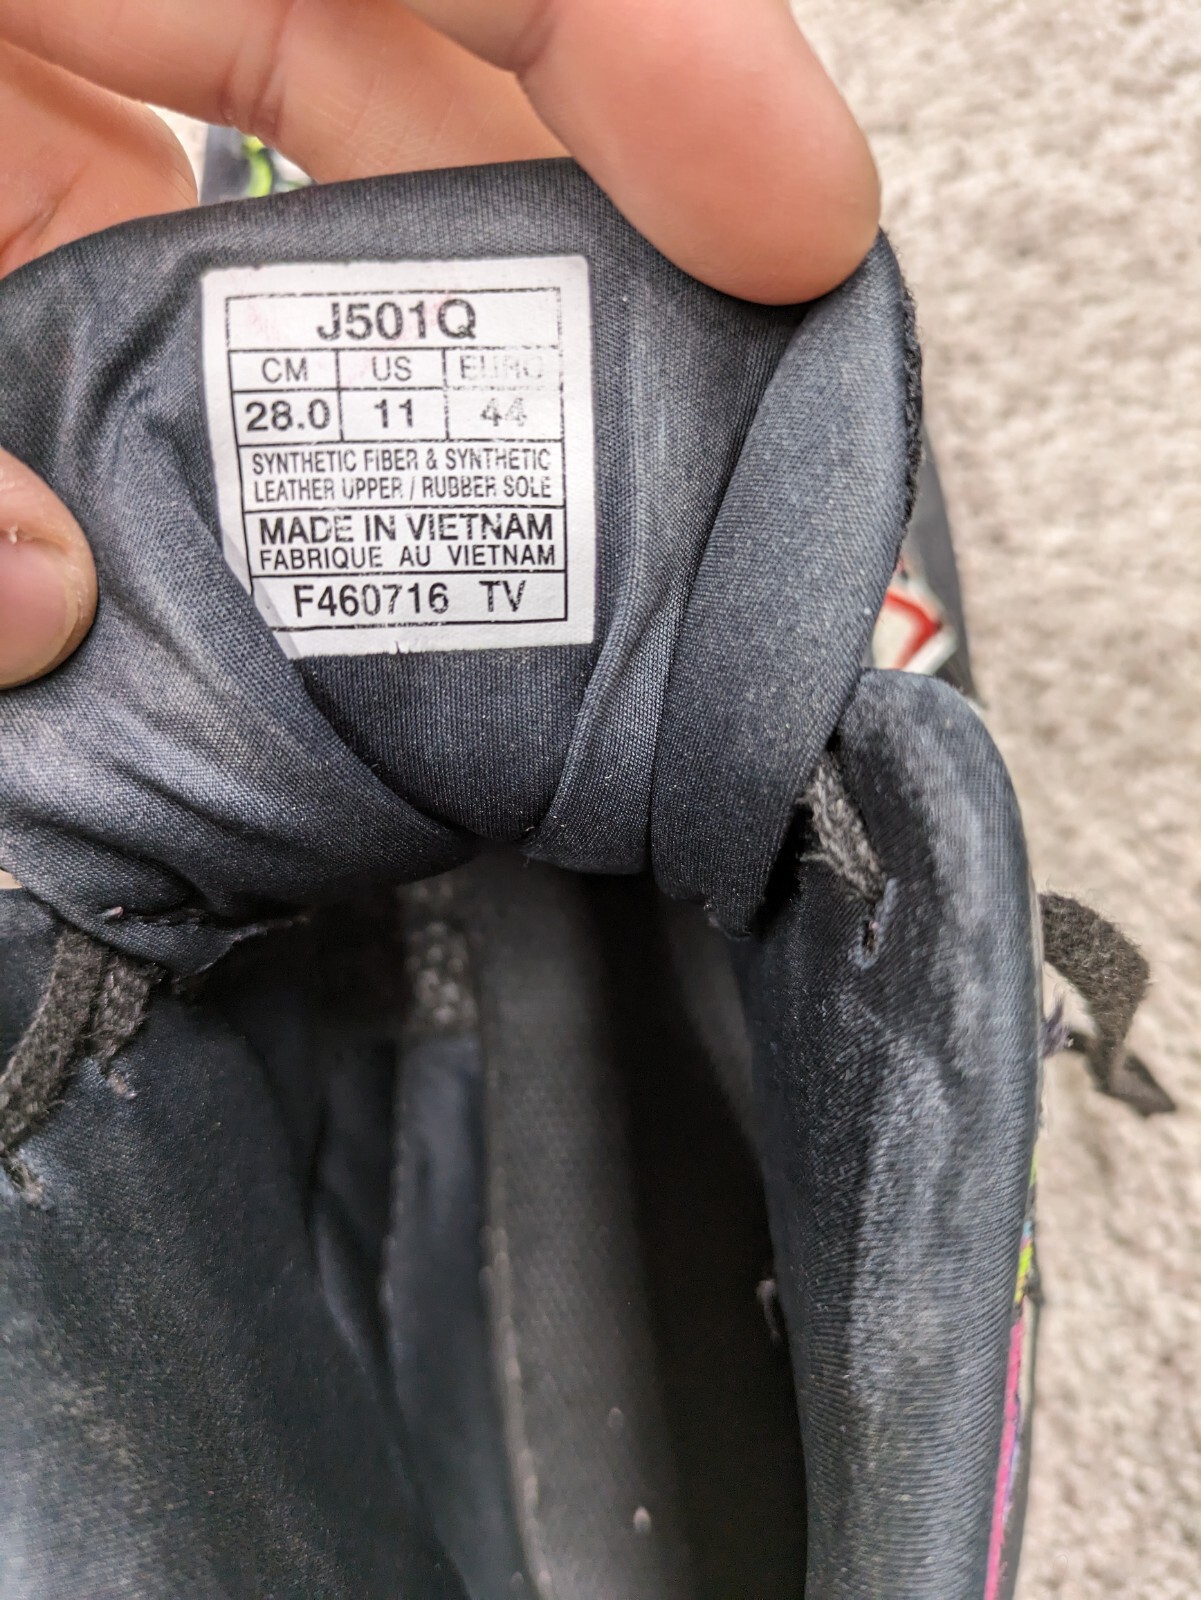 J501Q
CM US EURO
28.0 11 44
SYNTHETIC FIBER & SYNTHETIC
LEATHER UPPER / RUBBER SOLE
MADE IN VIETNAM
FABRIQUE AU VIETNAM
F460716 TV